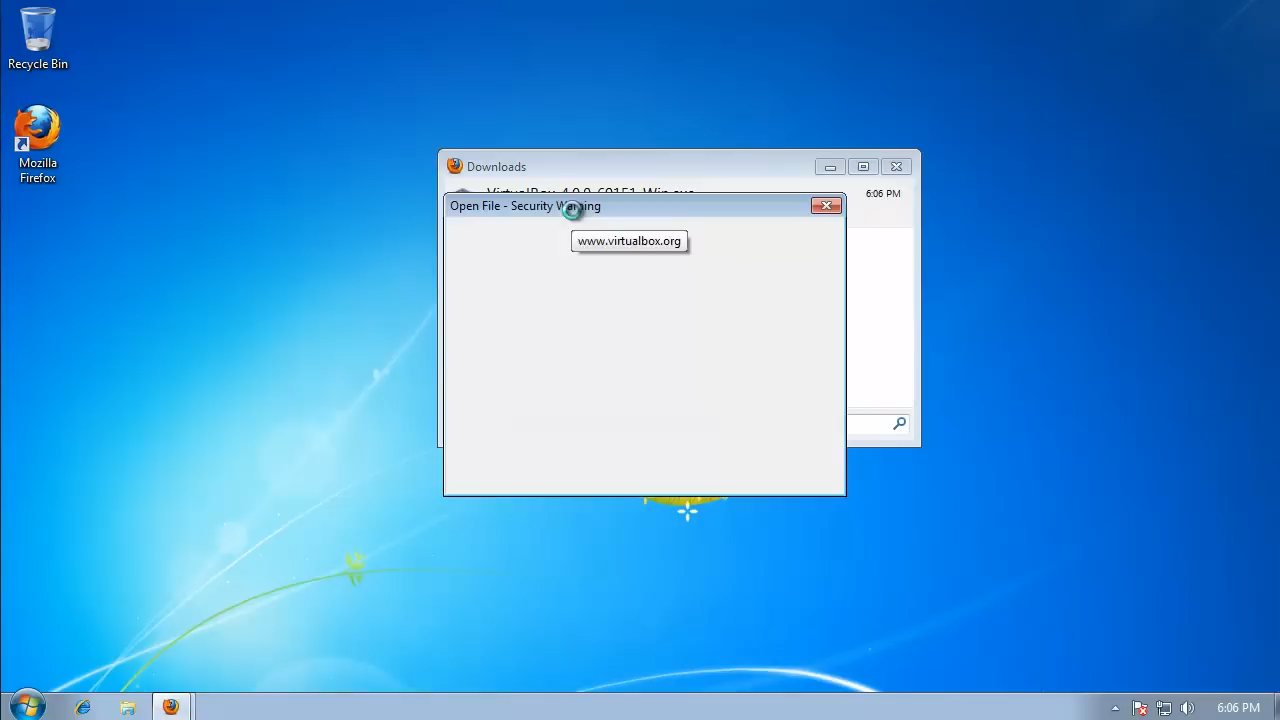 Recycle Bin
Mozilla
Firefox
Downloads
6:06 PM
Open File - Security Warning
www.virtualbox.org
6:06 PM